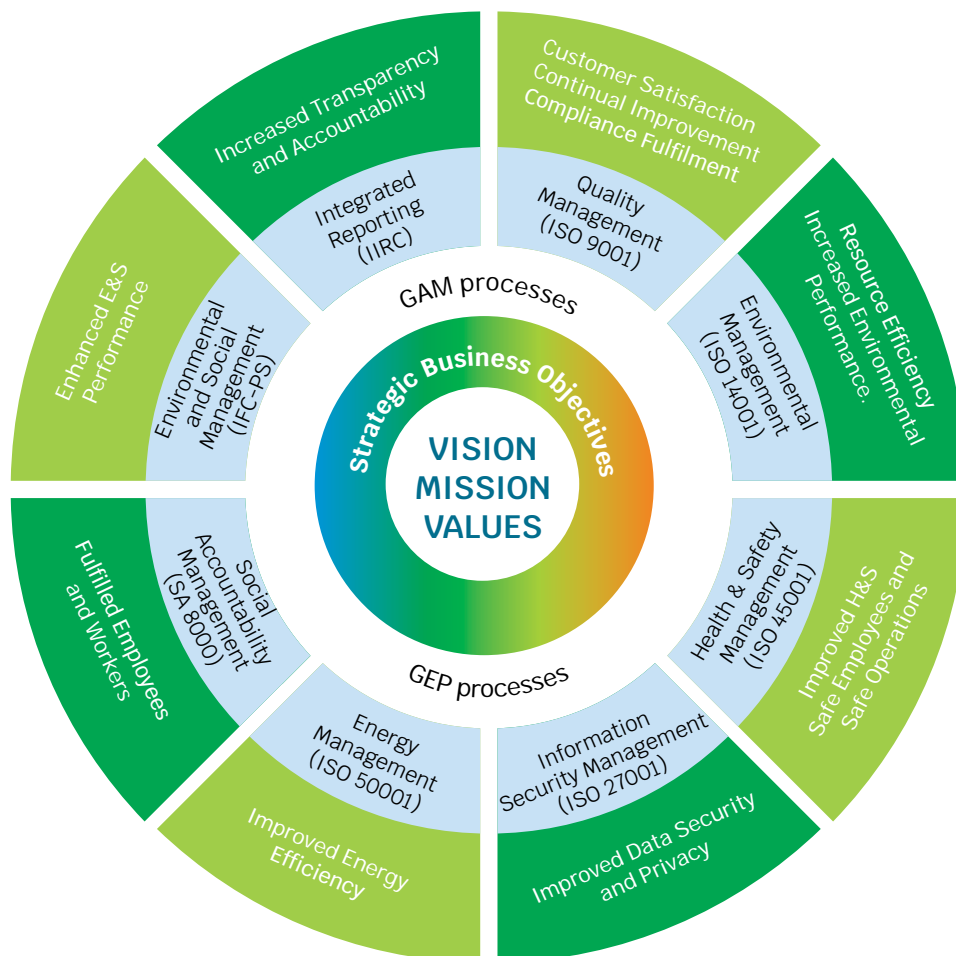 Increased Transparency
and Accountability
Customer Satisfaction
Continual Improvement
Compliance Fulfilment
Integrated
Reporting
(IIRC)
Quality
Management
(ISO 9001)
Resource Efficiency
Increased Environmental
Performance.
Environmental
Management
(ISO 14001)
Enhanced E&S
Performance
Environmental
and Social
Management
(IFC-PS)
GAM processes
Strategic Business Objectives
VISION
MISSION
VALUES
GEP processes
Health & Safety
Management
(ISO 45001)
Improved H&S
Safe Employees and
Safe Operations
Fulfilled Employees
and Workers
Social
Accountability
Management
(SA 8000)
Energy
Management
(ISO 50001)
Information
Security Management
(ISO 27001)
Improved Energy
Efficiency
Improved Data Security
and Privacy